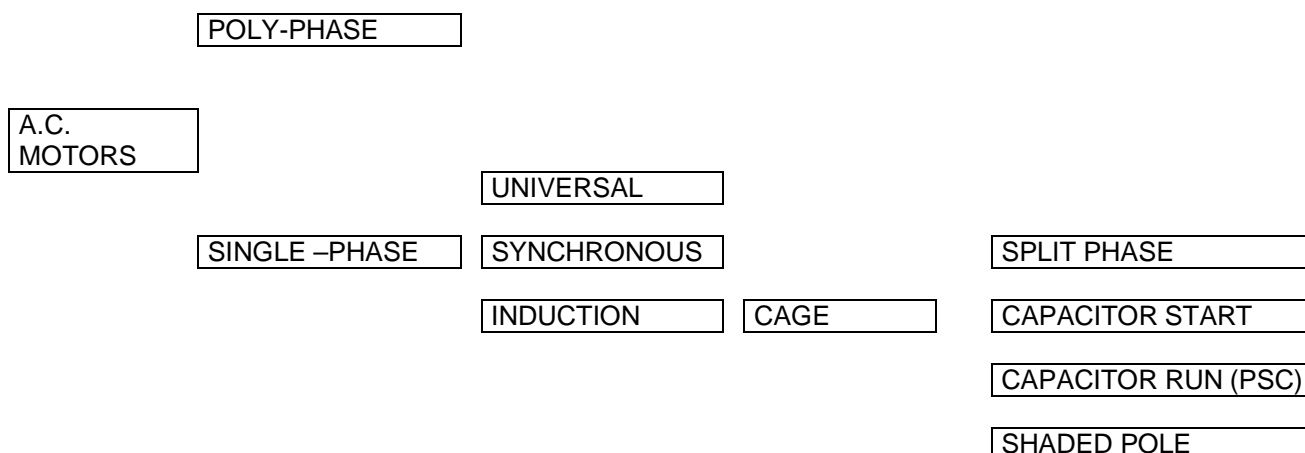 POLY-PHASE
A.C.
MOTORS
UNIVERSAL
SINGLE –PHASE
SYNCHRONOUS
SPLIT PHASE
INDUCTION
CAGE
CAPACITOR START
CAPACITOR RUN (PSC)
SHADED POLE